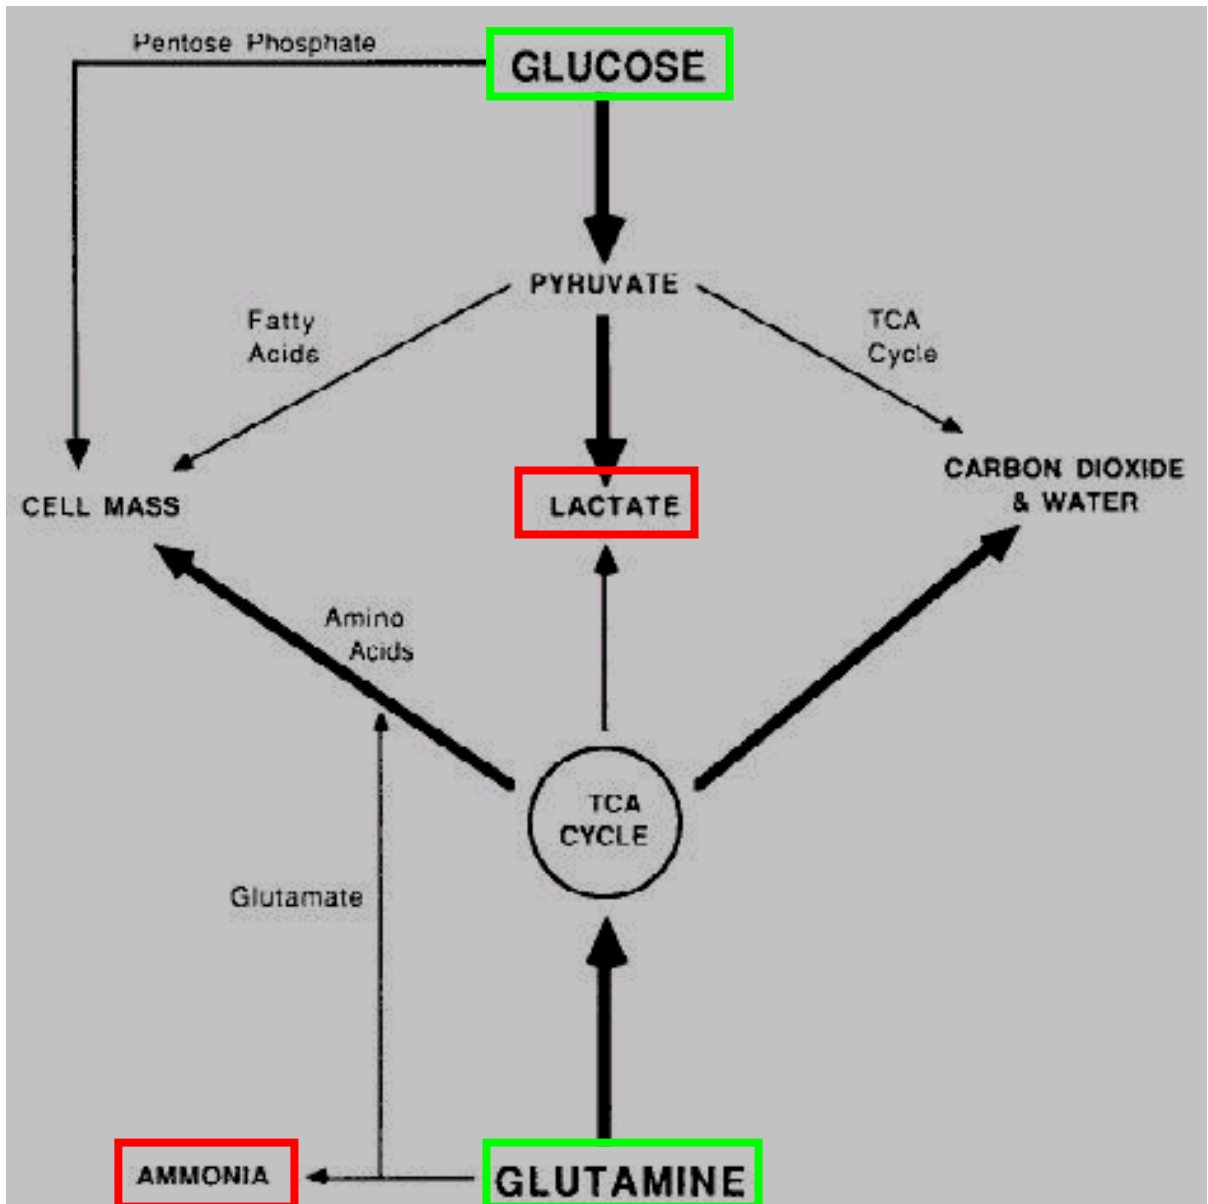 Pentose Phosphate
GLUCOSE
PYRUVATE
Fatty
Acids
TCA
Cycle
CELL MASS
LACTATE
CARBON DIOXIDE
& WATER
Amino
Acids
TCA
CYCLE
Glutamate
AMMONIA
GLUTAMINE